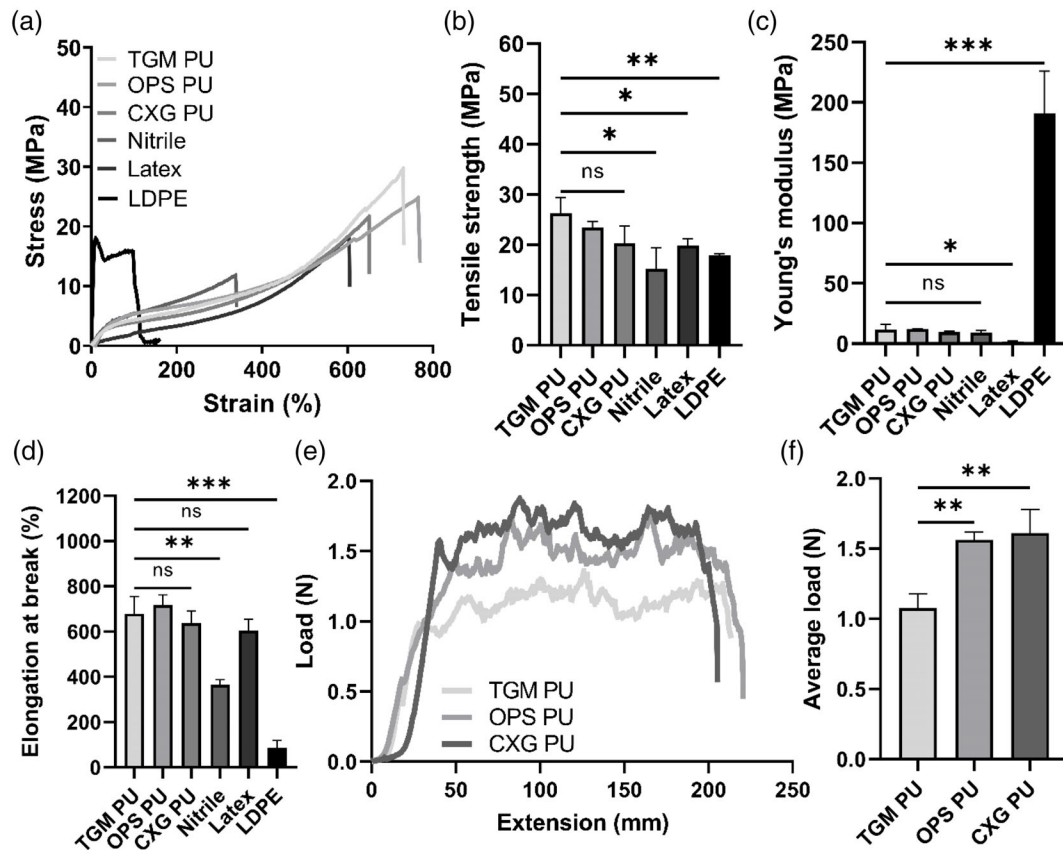 (a)
Stress (MPa)
50
40
30
20
10
0
TGM PU
OPS PU
CXG PU
Nitrile
Latex
LDPE
0 200 400 600 800
Strain (%)
(b)
Tensile strength (MPa)
60
50
40
30
20
10
0
**
*
*
ns
TGM PU
OPS PU
CXG PU
Nitrile
Latex
LDPE
(c)
Young's modulus (MPa)
250
200
150
100
50
0
***
*
ns
TGM PU
OPS PU
CXG PU
Nitrile
Latex
LDPE
(d)
Elongation at break (%)
1200
1000
800
600
400
200
0
***
ns
**
ns
TGM PU
OPS PU
CXG PU
Nitrile
Latex
LDPE
(e)
Load (N)
2.0
1.5
1.0
0.5
0.0
TGM PU
OPS PU
CXG PU
0 50 100 150 200 250
Extension (mm)
(f)
Average load (N)
2.0
1.5
1.0
0.5
0.0
**
**
TGM PU
OPS PU
CXG PU